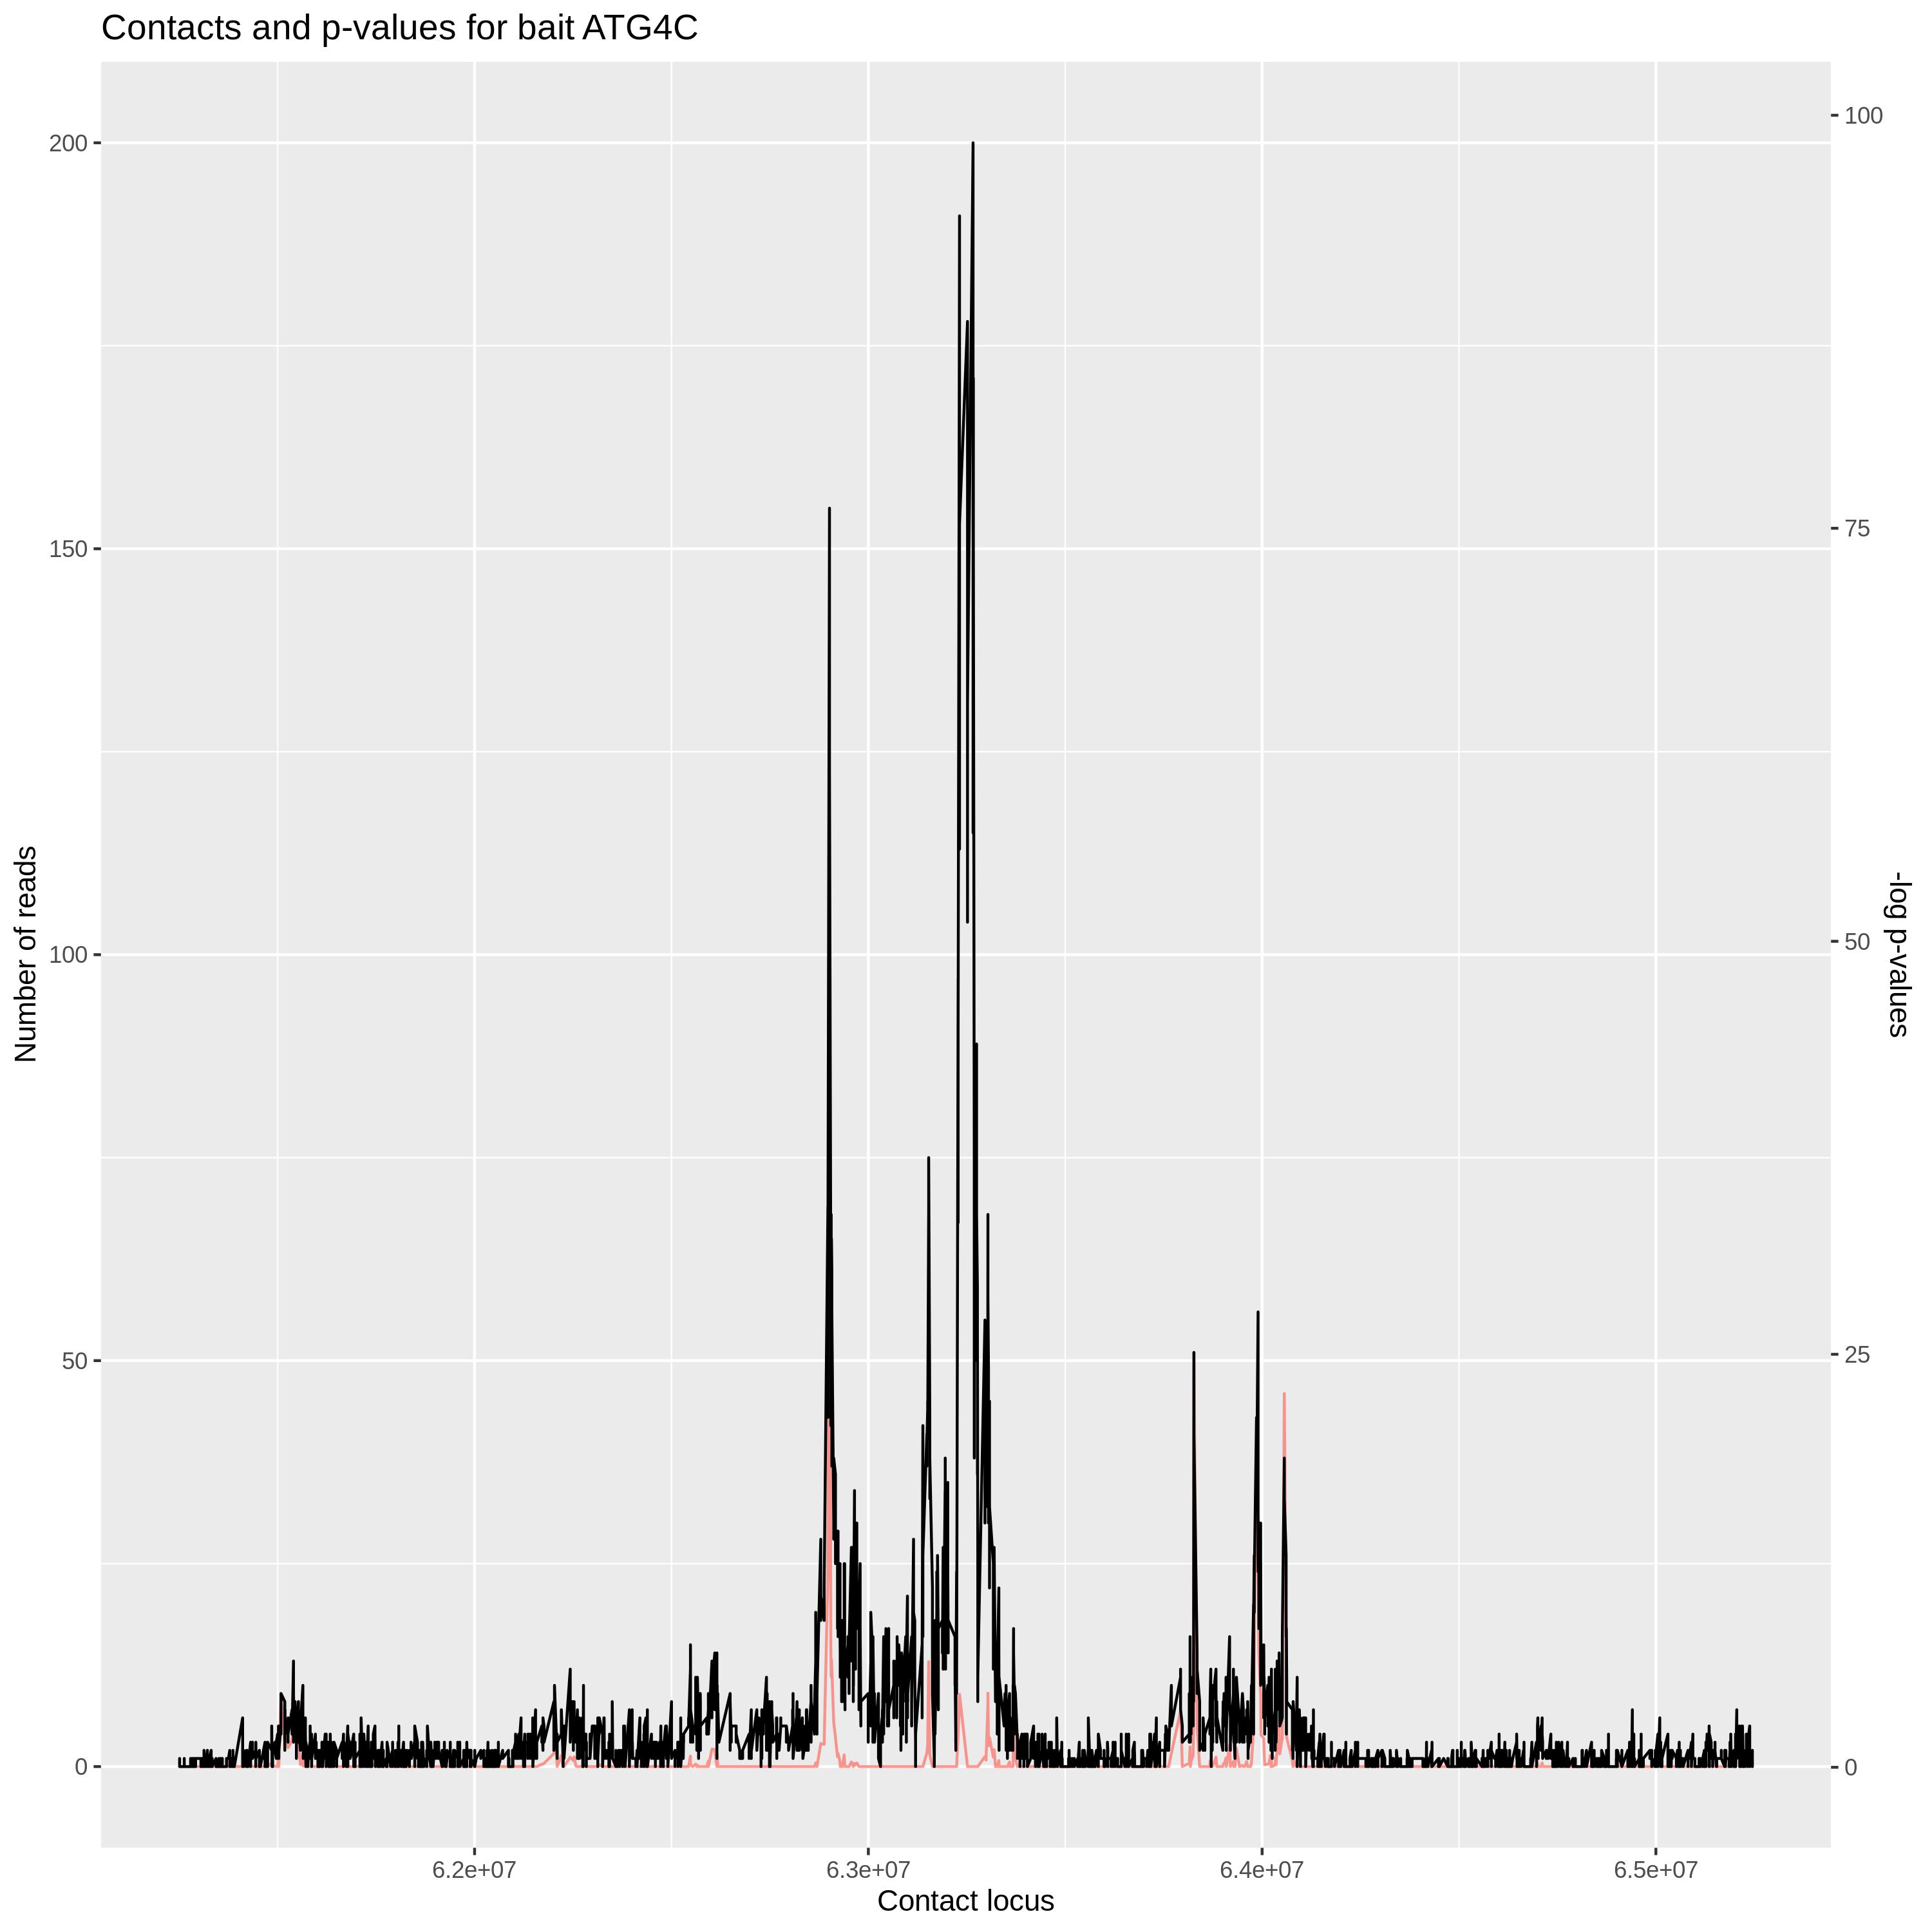 Contacts and p-values for bait ATG4C
200
150
100
50
0
100
75
50
25
0
Number of reads
-log p-values
6.2e+07
6.3e+07
6.4e+07
6.5e+07
Contact locus